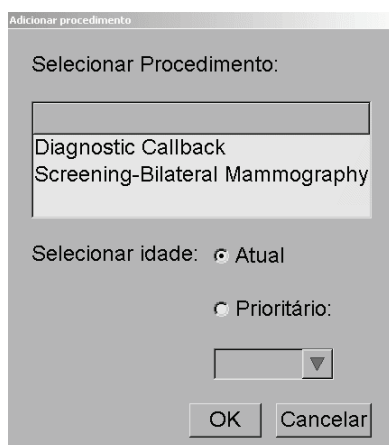 Adicionar procedimento
Selecionar Procedimento:
Diagnostic Callback
Screening-Bilateral Mammography
Selecionar idade: Atual
Prioritário:
OK Cancelar